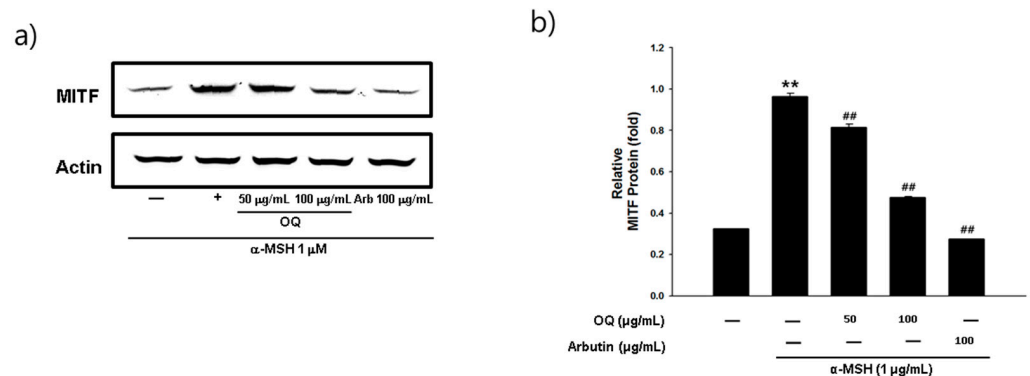 a)
MITF
Actin
— + 50 µg/mL 100 µg/mL Arb 100 µg/mL
OQ
α-MSH 1 µM
b)
Relative
MITF Protein (fold)
1.2
1.0
0.8
0.6
0.4
0.2
0.0
**
##
##
##
OQ (µg/mL) — — 50 100 —
Arbutin (µg/mL) — — — — 100
α-MSH (1 µg/mL)